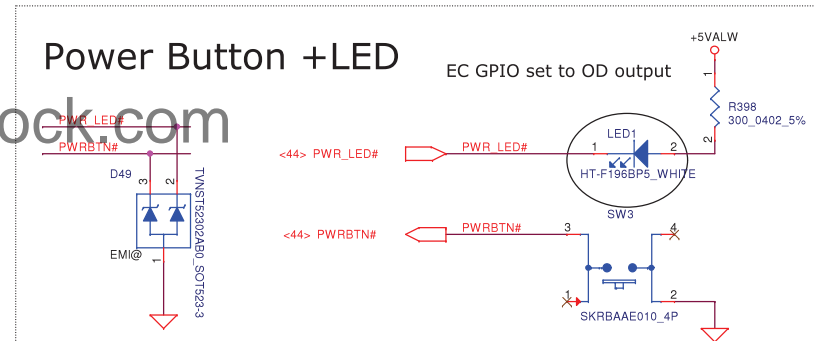 Power Button +LED
EC GPIO set to OD output
+5VALW
1
R398
300_0402_5%
2
ock.com
PWR_LED#
PWRBTN#
D49
3
2
TVNST52302AB0_SOT523-3
EMI@
1
<44> PWR_LED#
PWR_LED#
LED1
1
2
HT-F196BP5_WHITE
SW3
<44> PWRBTN#
PWRBTN#
3
4
1
2
SKRBAAE010_4P